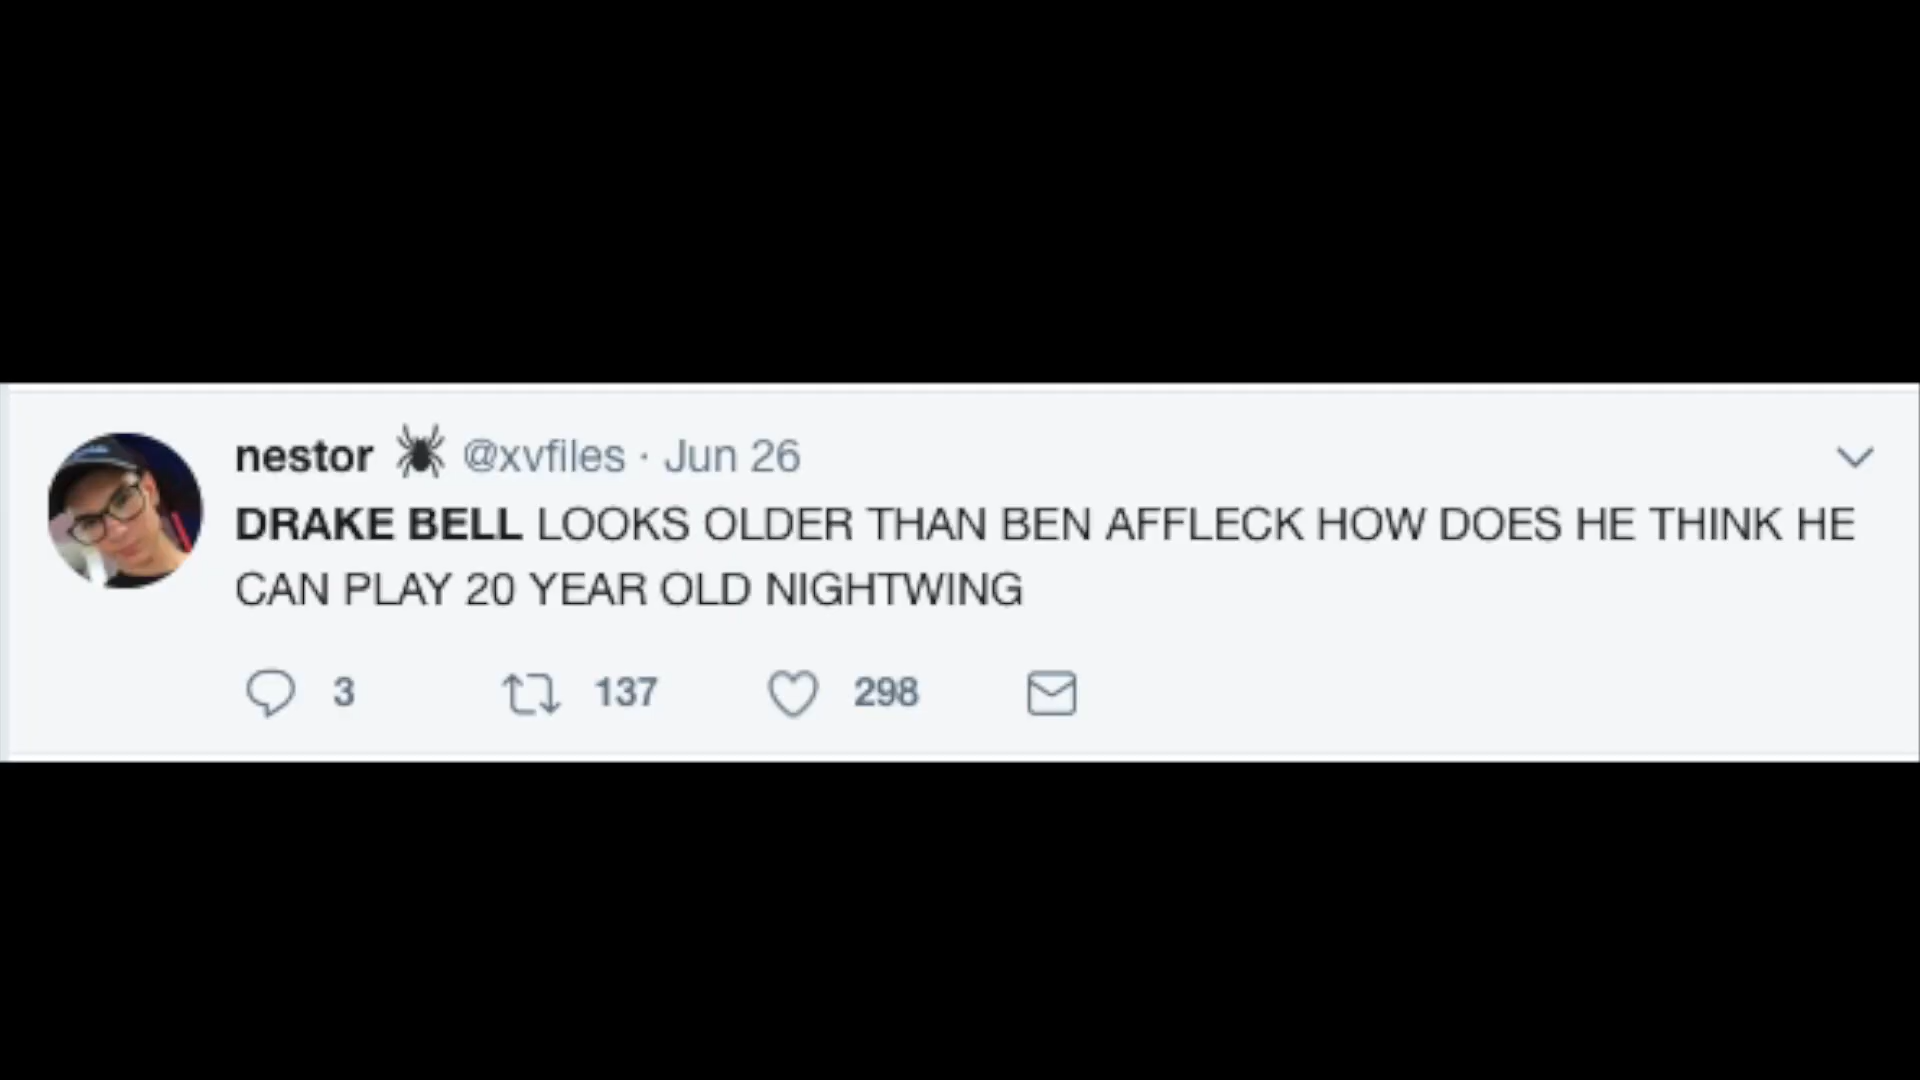 nestor 🕷 @xvfiles · Jun 26
DRAKE BELL LOOKS OLDER THAN BEN AFFLECK HOW DOES HE THINK HE
CAN PLAY 20 YEAR OLD NIGHTWING
3 137 298